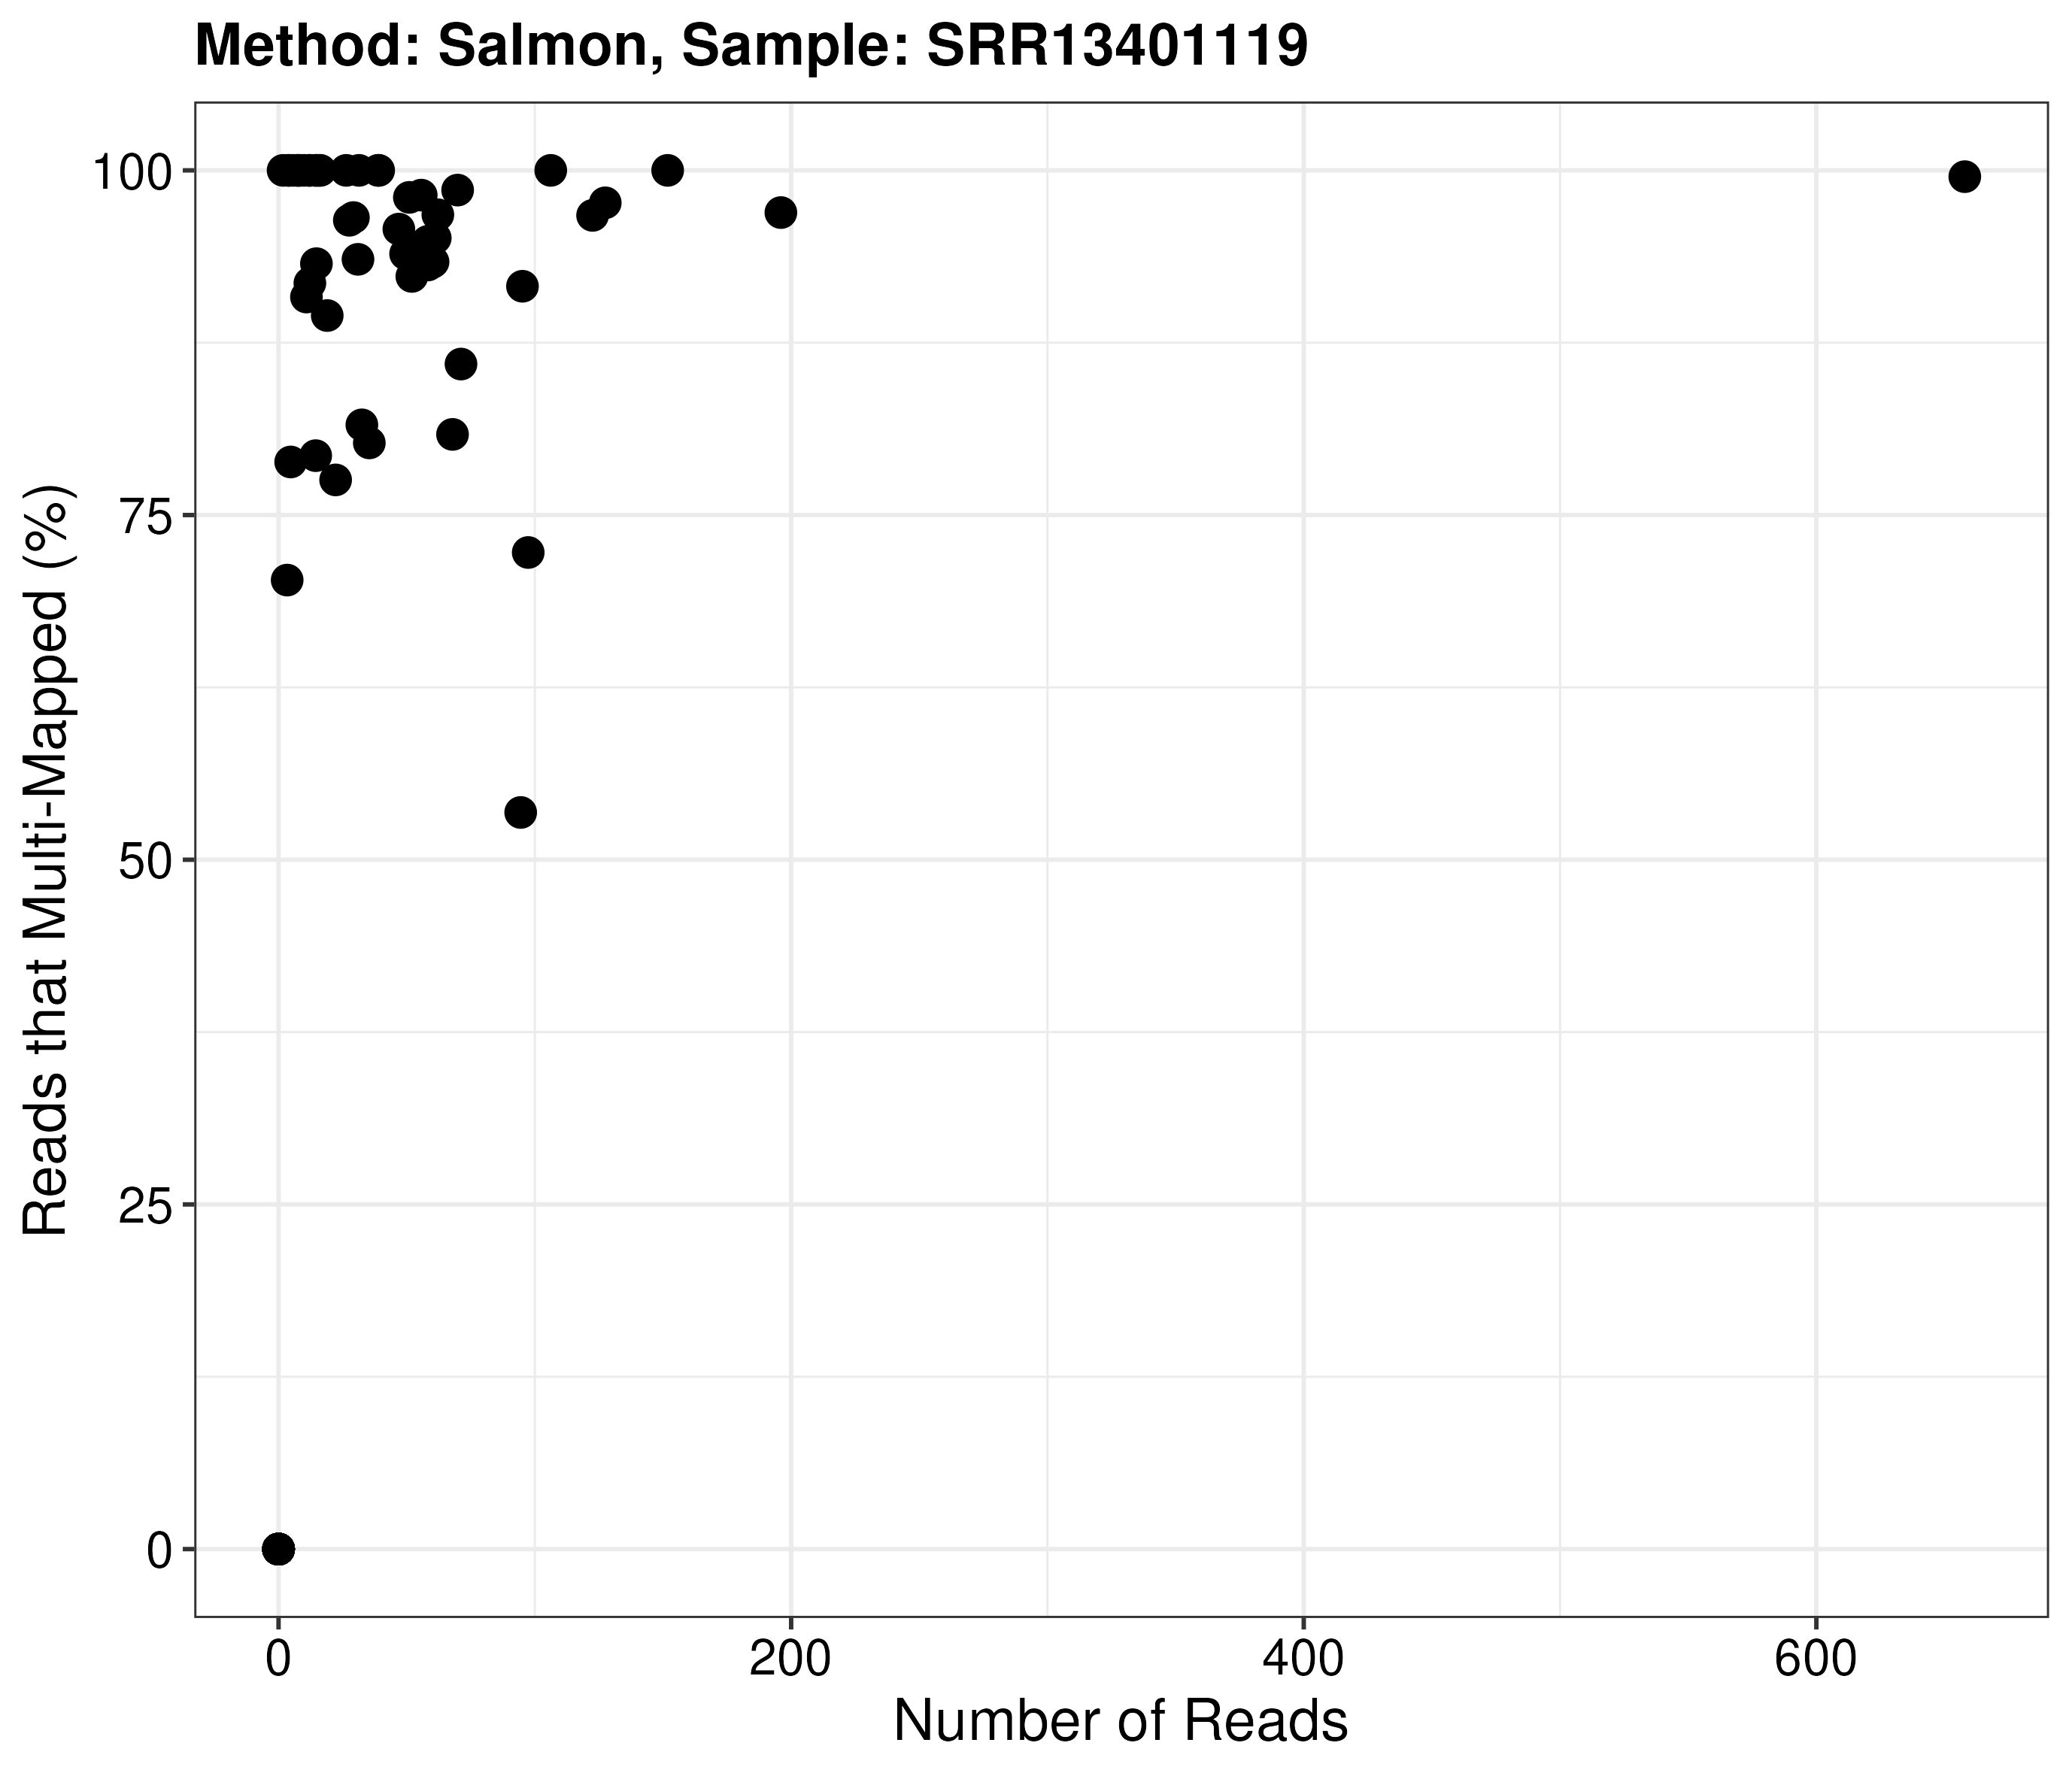 Method: Salmon, Sample: SRR13401119
100
75
50
25
0
Reads that Multi-Mapped (%)
0 200 400 600
Number of Reads